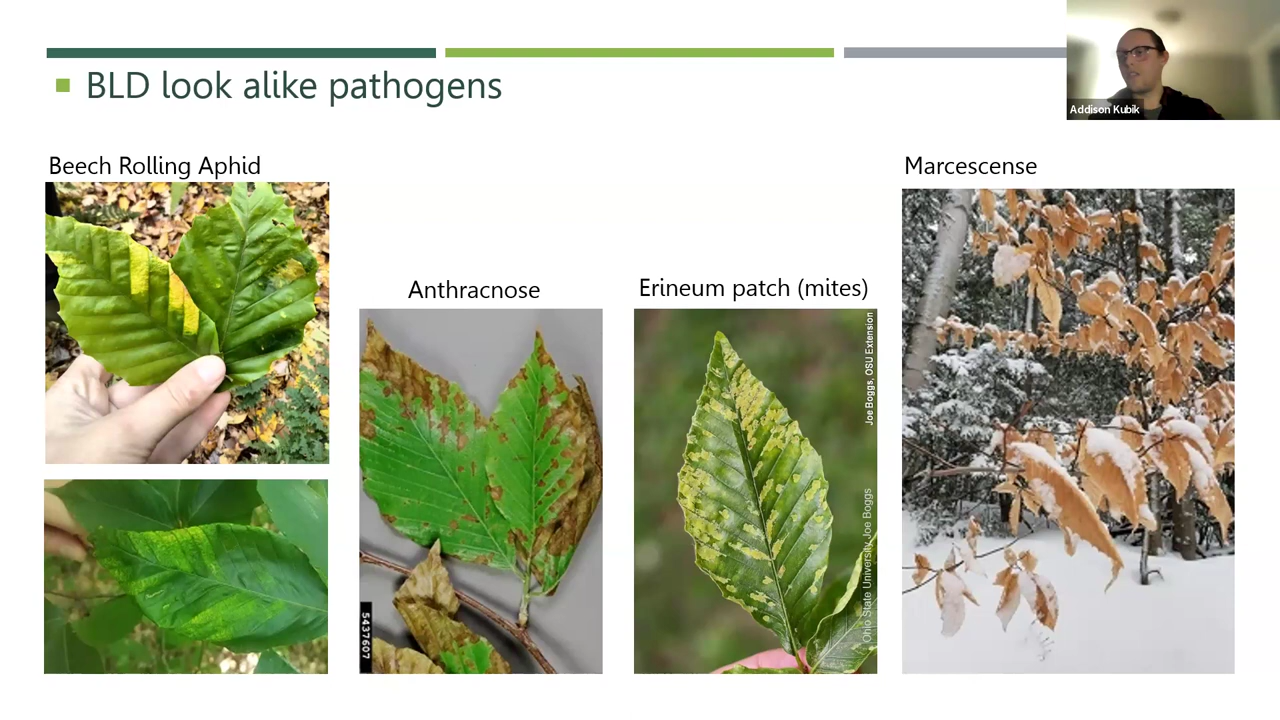 BLD look alike pathogens
Addison Kubik
Beech Rolling Aphid
Marcescense
Anthracnose
Erineum patch (mites)
Joe Boggs, OSU Extension
Ohio State University Joe Boggs
5437607